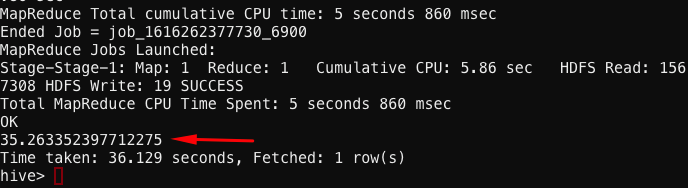 MapReduce Total cumulative CPU time: 5 seconds 860 msec
Ended Job = job_1616262377730_6900
MapReduce Jobs Launched:
Stage-Stage-1: Map: 1  Reduce: 1   Cumulative CPU: 5.86 sec   HDFS Read: 156
7308 HDFS Write: 19 SUCCESS
Total MapReduce CPU Time Spent: 5 seconds 860 msec
OK
35.263352397712275
Time taken: 36.129 seconds, Fetched: 1 row(s)
hive>